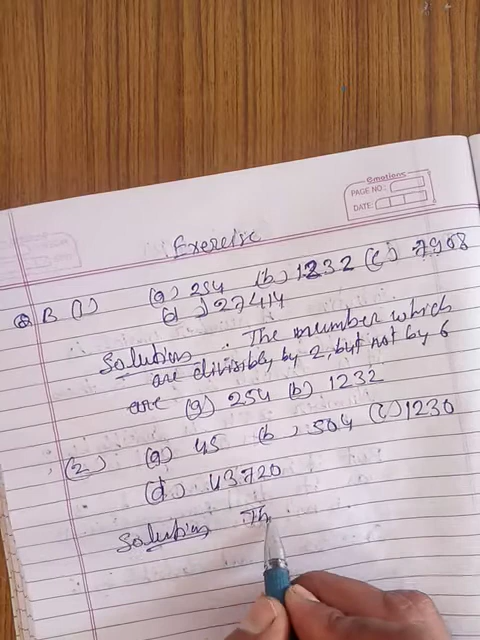 emotions
PAGE NO.:
DATE:
Exercise
B (1) (a) 254 (b) 1232 (c) 7908
(d) 27414
Solution : The number which
are divisibly by 2, but not by 6
are (a) 254 (b) 1232
(2) (a) 45 (b) 504 (c) 1230
(d) 43720
Solution Th